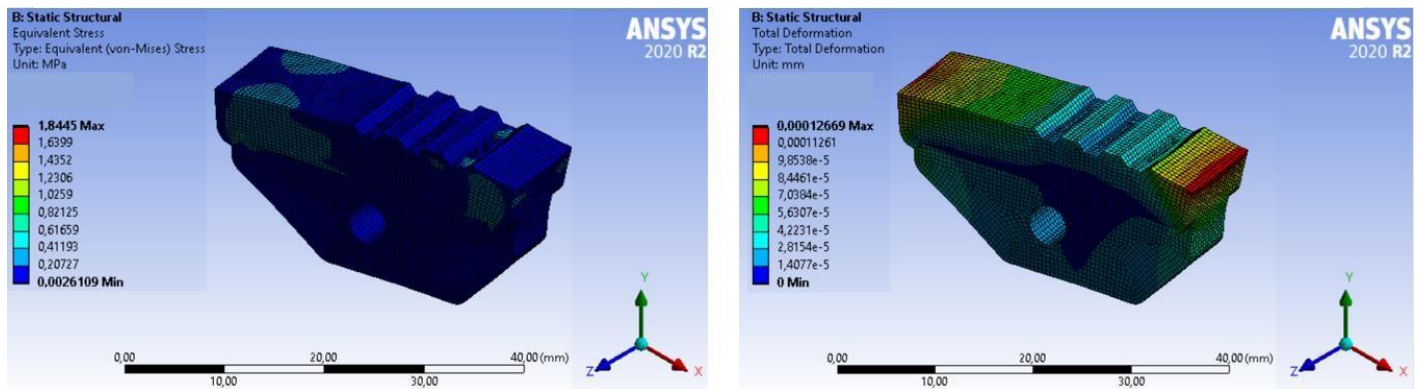 B: Static Structural
Equivalent Stress
Type: Equivalent (von-Mises) Stress
Unit: MPa
ANSYS
2020 R2
1,8445 Max
1,6399
1,4352
1,2306
1,0259
0,82125
0,61659
0,41193
0,20727
0,0026109 Min
Y
Z
X
0,00
20,00
40,00 (mm)
10,00
30,00
B: Static Structural
Total Deformation
Type: Total Deformation
Unit: mm
ANSYS
2020 R2
0,00012669 Max
0,00011261
9,8538e-5
8,4461e-5
7,0384e-5
5,6307e-5
4,2231e-5
2,8154e-5
1,4077e-5
0 Min
Y
Z
X
0,00
20,00
40,00 (mm)
10,00
30,00